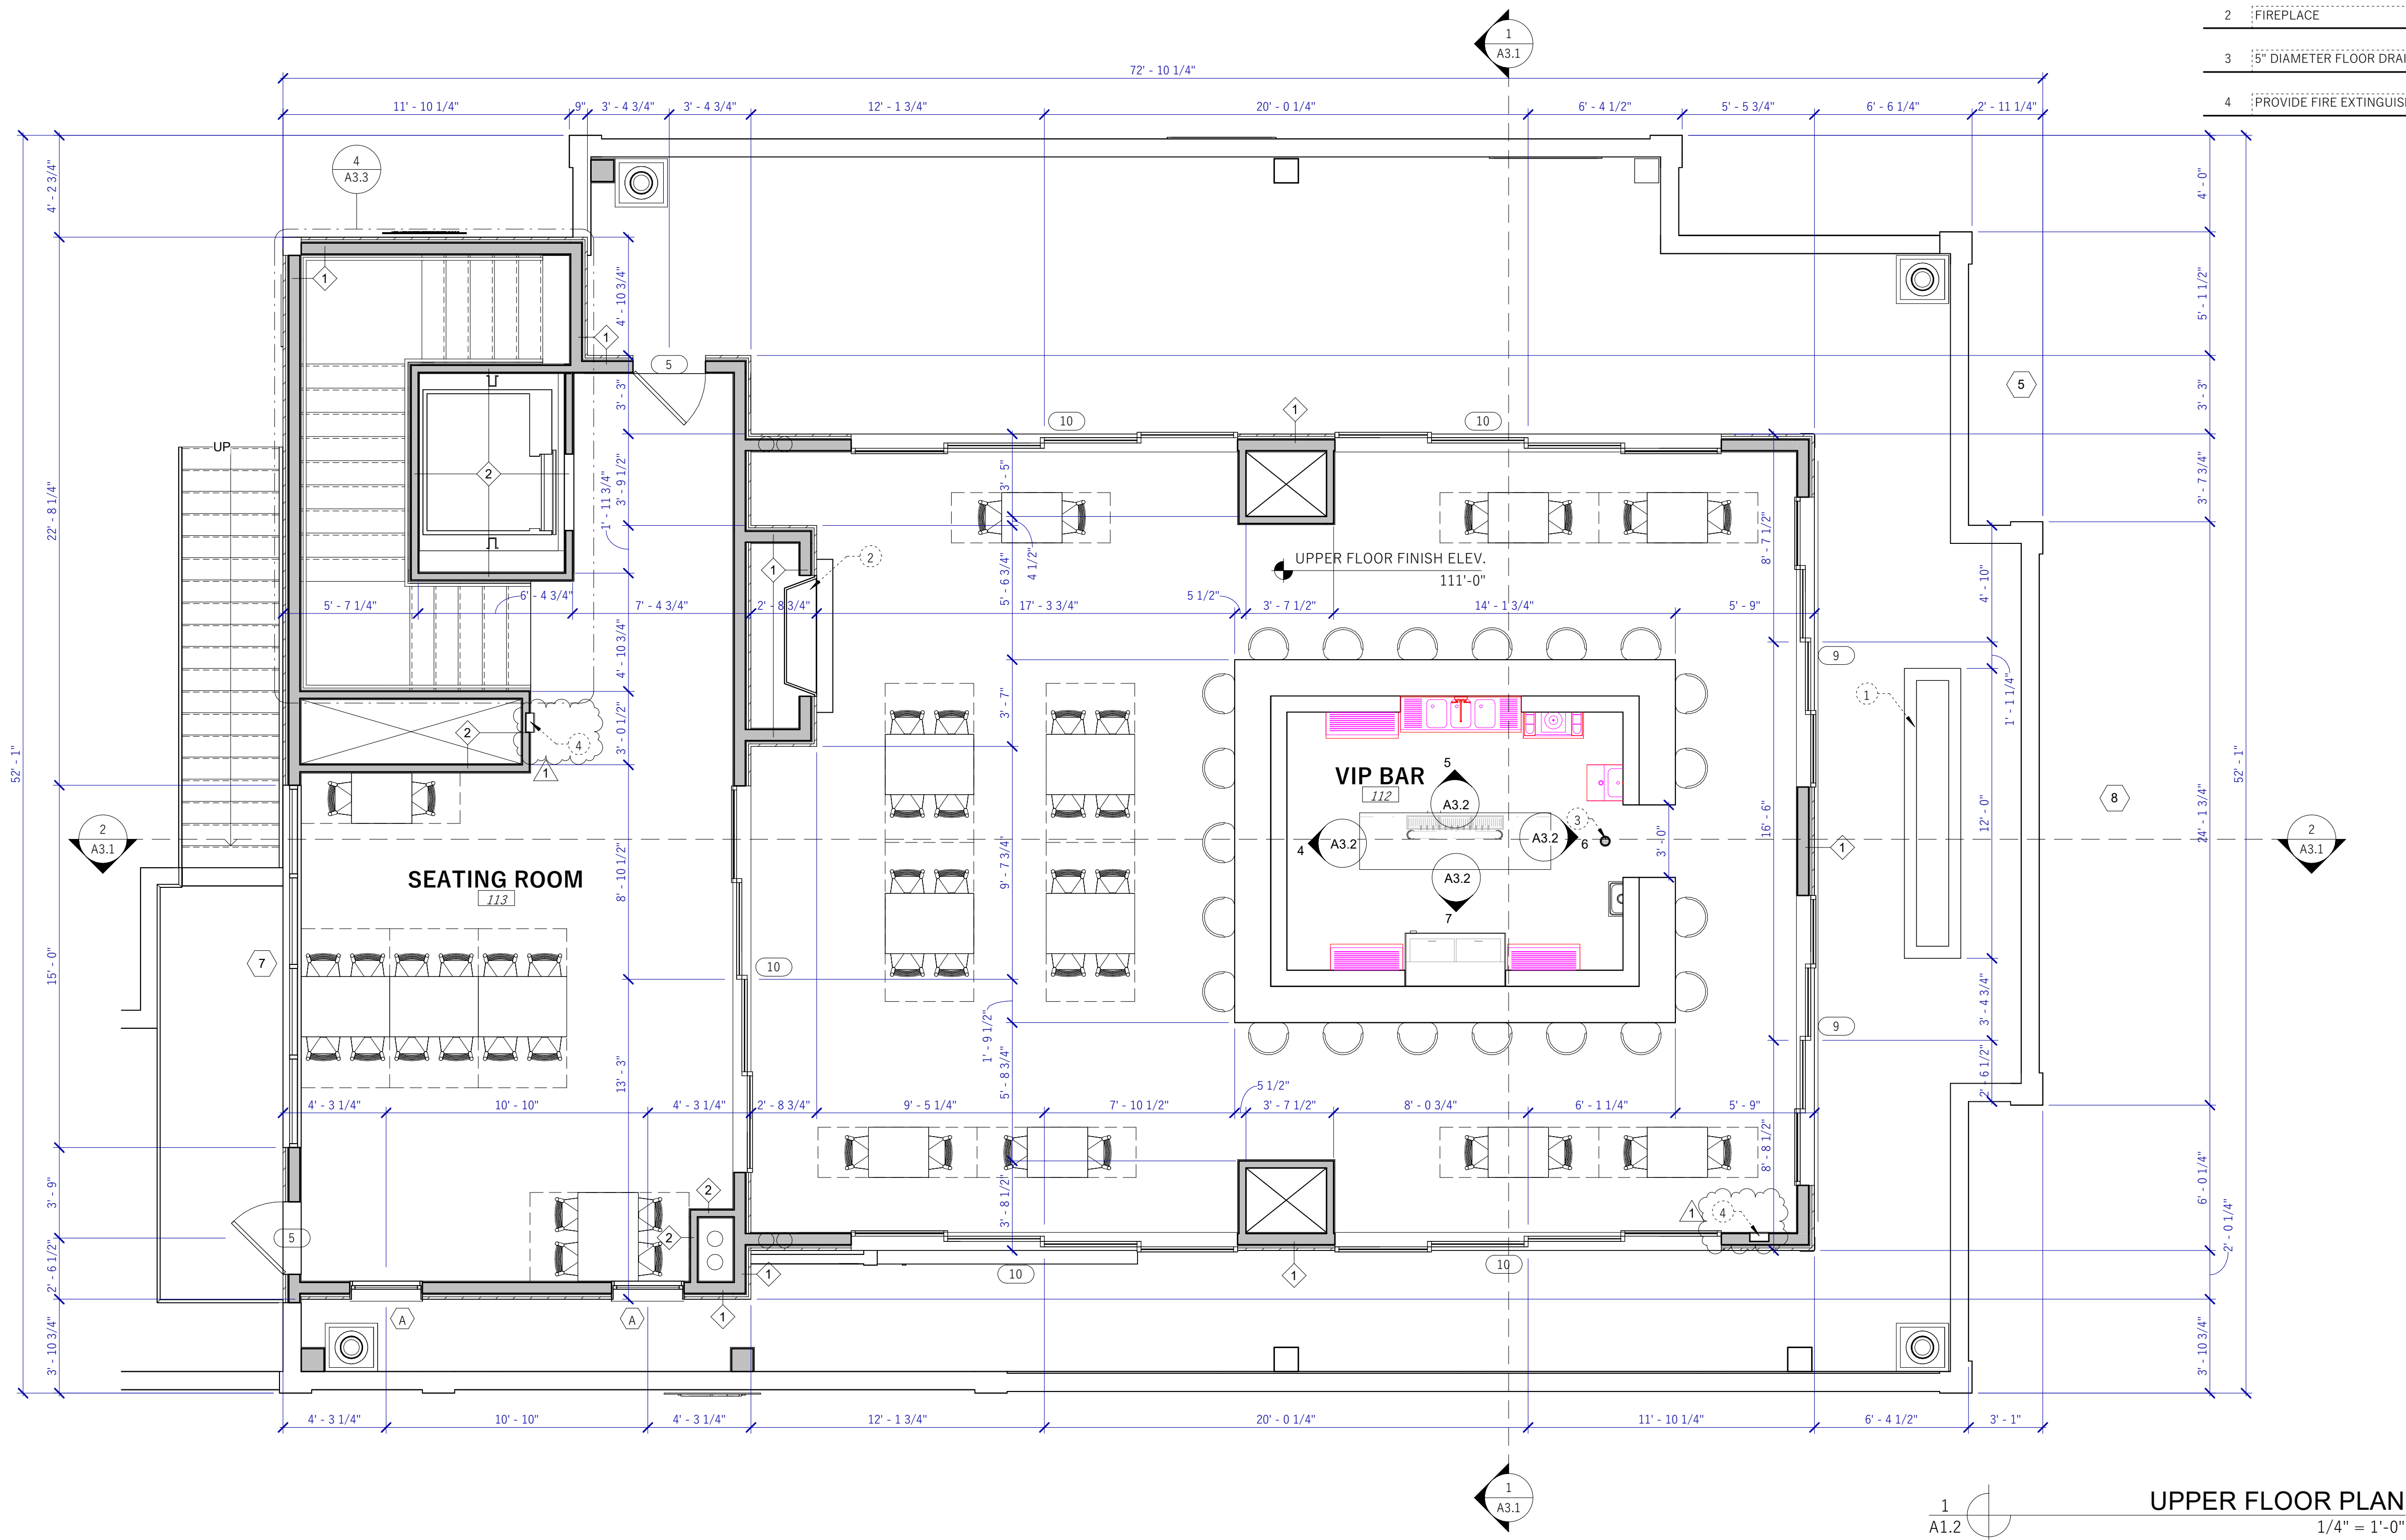 2 FIREPLACE
3 5" DIAMETER FLOOR DRAI
4 PROVIDE FIRE EXTINGUIS
1
A3.1
72' - 10 1/4"
11' - 10 1/4" 9" 3' - 4 3/4" 3' - 4 3/4" 12' - 1 3/4" 20' - 0 1/4" 6' - 4 1/2" 5' - 5 3/4" 6' - 6 1/4" 2' - 11 1/4"
4
A3.3
4' - 2 3/4"
22' - 8 1/4"
52' - 1"
15' - 0"
3' - 9"
2' - 6 1/2"
3' - 10 3/4"
4' - 0"
5' - 1 1/2"
3' - 3"
3' - 7 3/4"
24' - 1 3/4"
52' - 1"
6' - 0 1/4"
2' - 0 1/4"
3' - 10 3/4"
1
1
5
4' - 10 3/4"
3' - 3"
3' - 9 1/2"
1' - 11 3/4"
4' - 10 3/4"
3' - 0 1/2"
8' - 10 1/2"
13' - 3"
UP
2
10
1
10
5
3' - 5"
4 1/2"
5' - 6 3/4"
3' - 7"
9' - 7 3/4"
1' - 9 1/2"
5' - 8 3/4"
3' - 8 1/2"
8' - 7 1/2"
16' - 6"
8' - 8 1/2"
4' - 10"
1' - 1 1/4"
12' - 0"
3' - 4 3/4"
2' - 6 1/2"
1
2
UPPER FLOOR FINISH ELEV.
111'-0"
5' - 7 1/4" 6' - 4 3/4" 7' - 4 3/4" 2' - 8 3/4" 17' - 3 3/4" 5 1/2" 3' - 7 1/2" 14' - 1 3/4" 5' - 9"
9
1
2
4
1
VIP BAR
112
5
A3.2
4
A3.2
A3.2
6
A3.2
7
3
3' - 0"
8
1
2
A3.1
2
A3.1
SEATING ROOM
113
7
10
9
4' - 3 1/4" 10' - 10" 4' - 3 1/4" 2' - 8 3/4" 9' - 5 1/4" 7' - 10 1/2" 5 1/2" 3' - 7 1/2" 8' - 0 3/4" 6' - 1 1/4" 5' - 9"
2
2
5
1
4
1
10
1
10
A
A
1
4' - 3 1/4" 10' - 10" 4' - 3 1/4" 12' - 1 3/4" 20' - 0 1/4" 11' - 10 1/4" 6' - 4 1/2" 3' - 1"
1
A3.1
1
A1.2
UPPER FLOOR PLAN
1/4" = 1'-0"